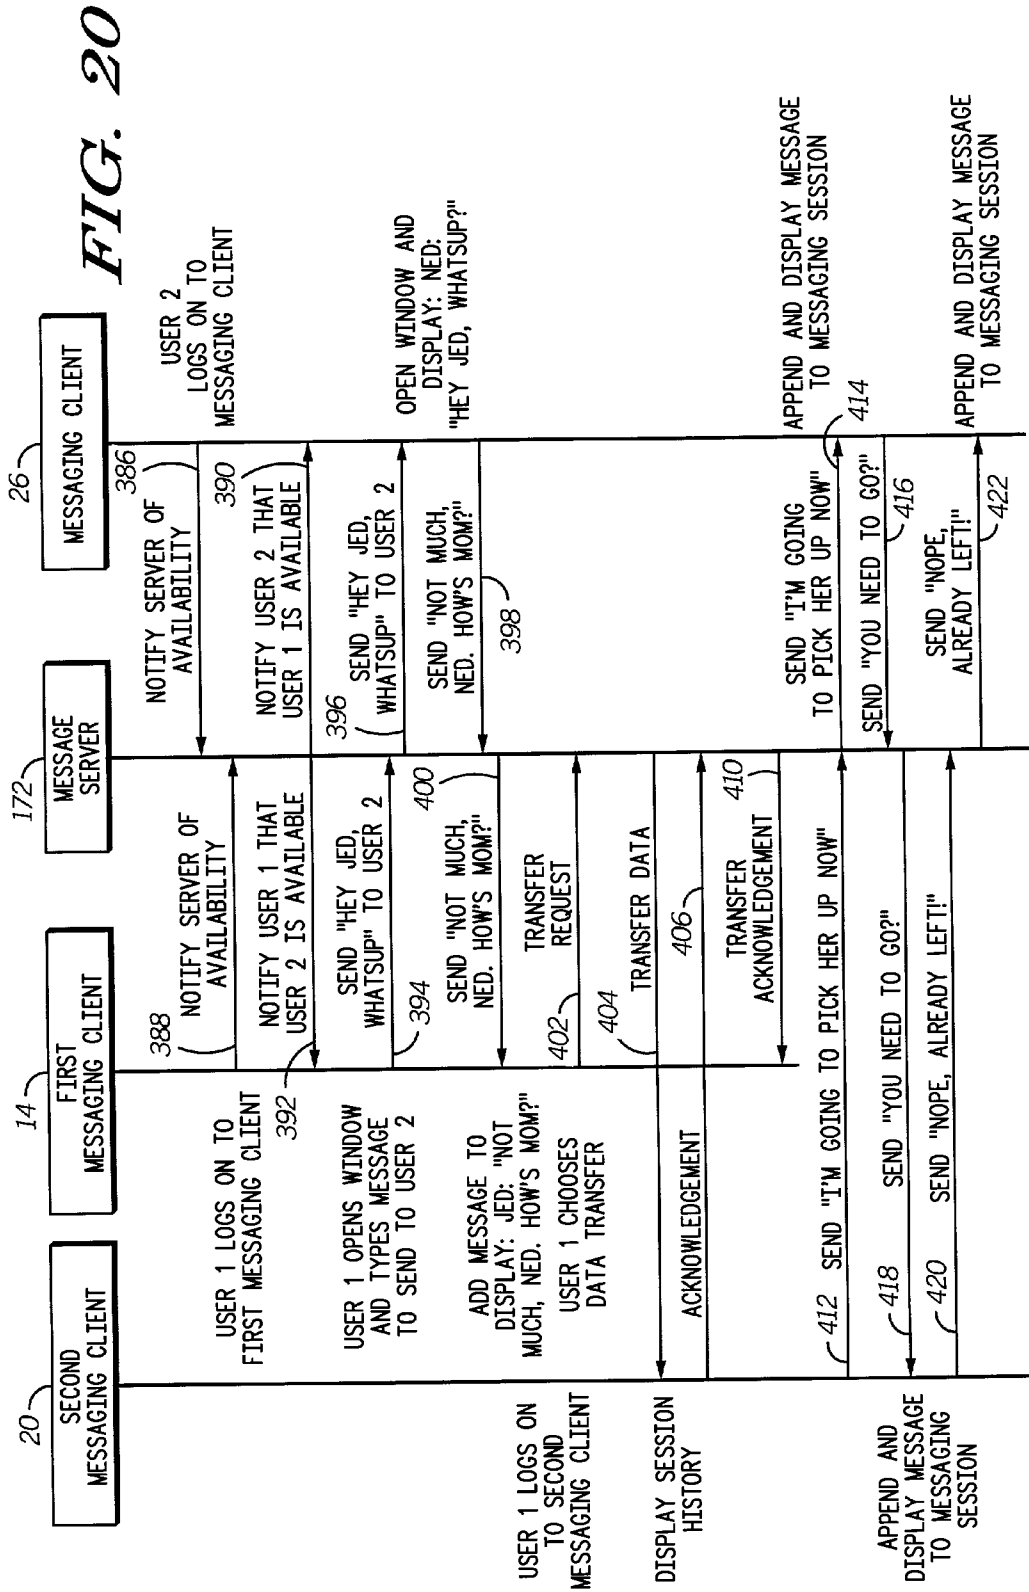 FIG. 20
20
SECOND
MESSAGING CLIENT
14
FIRST
MESSAGING CLIENT
172
MESSAGE
SERVER
26
MESSAGING CLIENT
386
NOTIFY SERVER OF
AVAILABILITY
USER 2
LOGS ON TO
MESSAGING CLIENT
USER 1 LOGS ON TO
FIRST MESSAGING CLIENT
388
NOTIFY SERVER OF
AVAILABILITY
390
NOTIFY USER 2 THAT
USER 1 IS AVAILABLE
392
NOTIFY USER 1 THAT
USER 2 IS AVAILABLE
USER 1 OPENS WINDOW
AND TYPES MESSAGE
TO SEND TO USER 2
SEND "HEY JED,
WHATSUP" TO USER 2
394
396
SEND "HEY JED,
WHATSUP" TO USER 2
OPEN WINDOW AND
DISPLAY: NED:
"HEY JED, WHATSUP?"
SEND "NOT MUCH,
NED. HOW'S MOM?"
398
400
SEND "NOT MUCH,
NED. HOW'S MOM?"
ADD MESSAGE TO
DISPLAY: JED: "NOT
MUCH, NED. HOW'S MOM?"
USER 1 LOGS ON
TO SECOND
MESSAGING CLIENT
USER 1 CHOOSES
DATA TRANSFER
402
TRANSFER
REQUEST
404
TRANSFER DATA
DISPLAY SESSION
HISTORY
ACKNOWLEDGEMENT
406
TRANSFER
ACKNOWLEDGEMENT
410
412
SEND "I'M GOING TO PICK HER UP NOW"
SEND "I'M GOING
TO PICK HER UP NOW"
414
APPEND AND DISPLAY MESSAGE
TO MESSAGING SESSION
SEND "YOU NEED TO GO?"
416
418
SEND "YOU NEED TO GO?"
APPEND AND
DISPLAY MESSAGE
TO MESSAGING
SESSION
420
SEND "NOPE, ALREADY LEFT!"
SEND "NOPE,
ALREADY LEFT!"
422
APPEND AND DISPLAY MESSAGE
TO MESSAGING SESSION